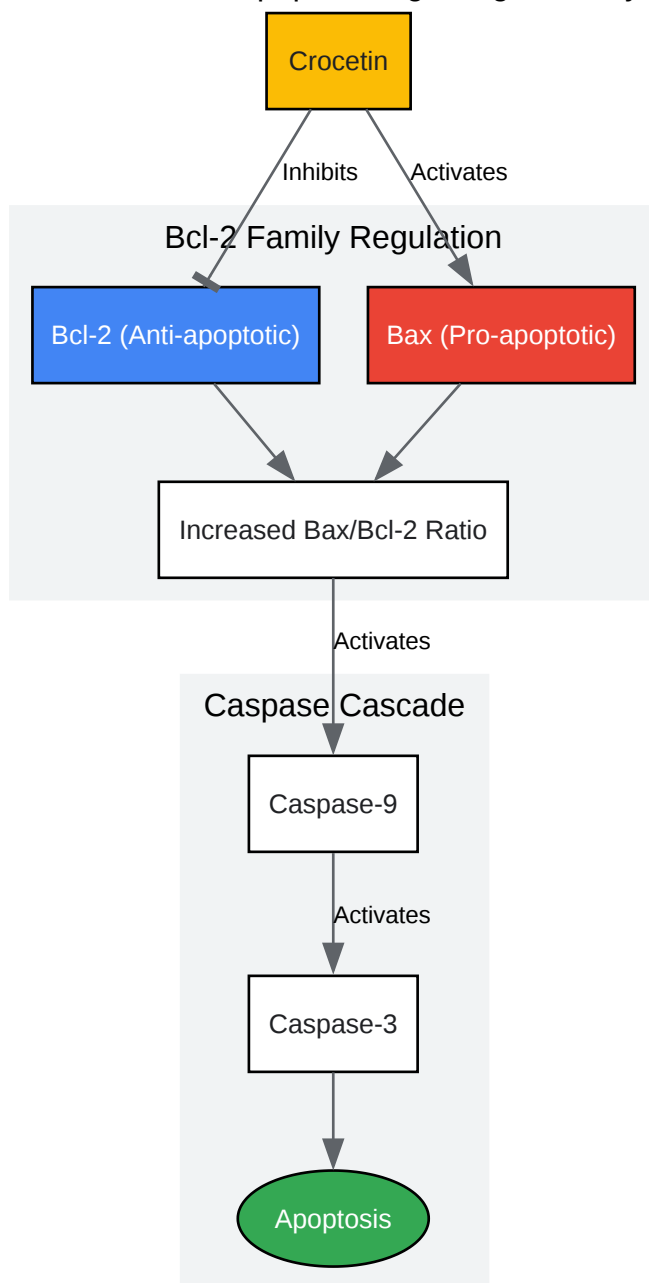 Crocetin
Inhibits
Activates
Bcl-2 Family Regulation
Bcl-2 (Anti-apoptotic)
Bax (Pro-apoptotic)
Increased Bax/Bcl-2 Ratio
Activates
Caspase Cascade
Caspase-9
Activates
Caspase-3
Apoptosis